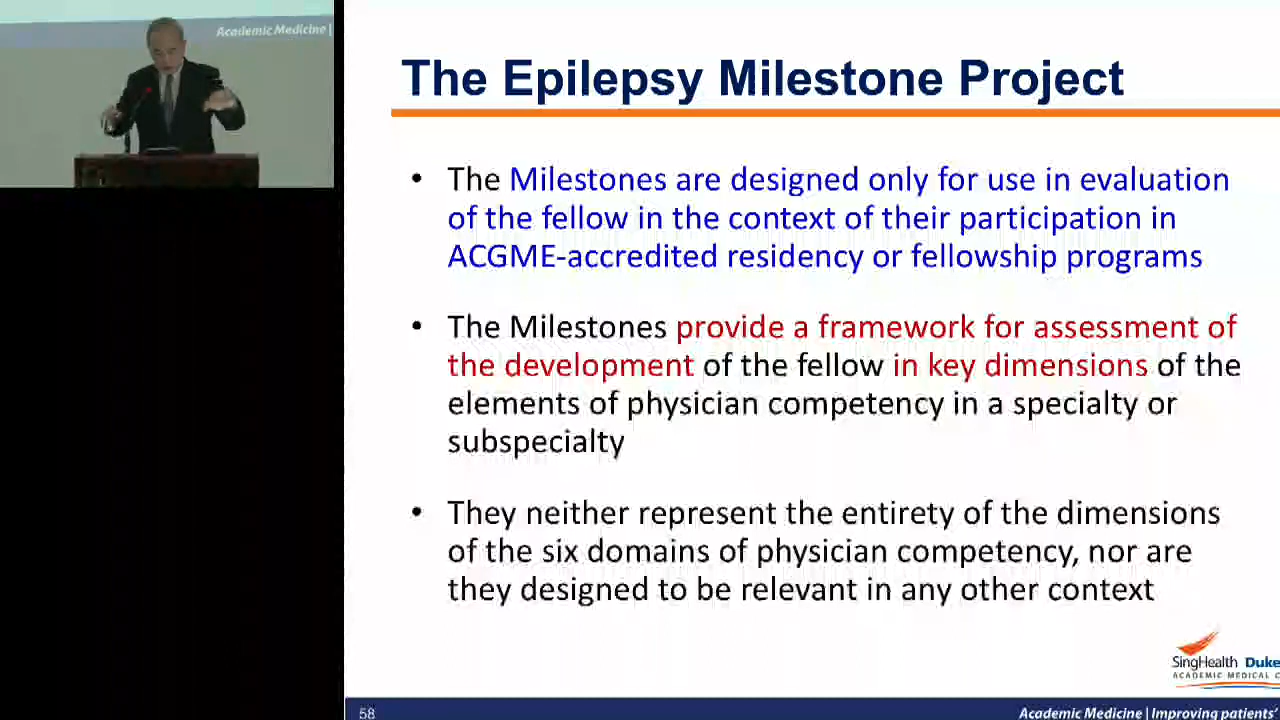 Academic Medicine |
The Epilepsy Milestone Project
• The Milestones are designed only for use in evaluation
of the fellow in the context of their participation in
ACGME-accredited residency or fellowship programs
• The Milestones provide a framework for assessment of
the development of the fellow in key dimensions of the
elements of physician competency in a specialty or
subspecialty
• They neither represent the entirety of the dimensions
of the six domains of physician competency, nor are
they designed to be relevant in any other context
SingHealth Duke
ACADEMIC MEDICAL C
58
Academic Medicine | Improving patients'